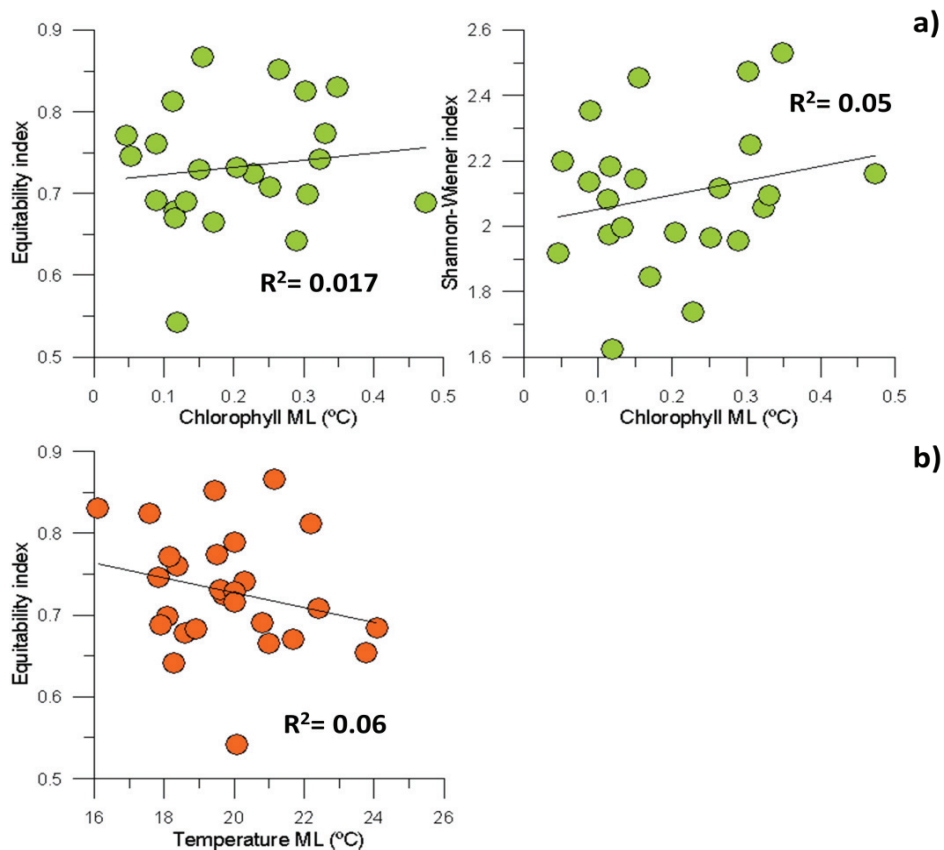 a)
0.9
0.8
0.7
0.6
0.5
Equitability index
R²= 0.017
0 0.1 0.2 0.3 0.4 0.5
Chlorophyll ML (ºC)
2.6
2.4
2.2
2
1.8
1.6
Shannon-Wiener index
R²= 0.05
0 0.1 0.2 0.3 0.4 0.5
Chlorophyll ML (ºC)
b)
0.9
0.8
0.7
0.6
0.5
Equitability index
R²= 0.06
16 18 20 22 24 26
Temperature ML (ºC)